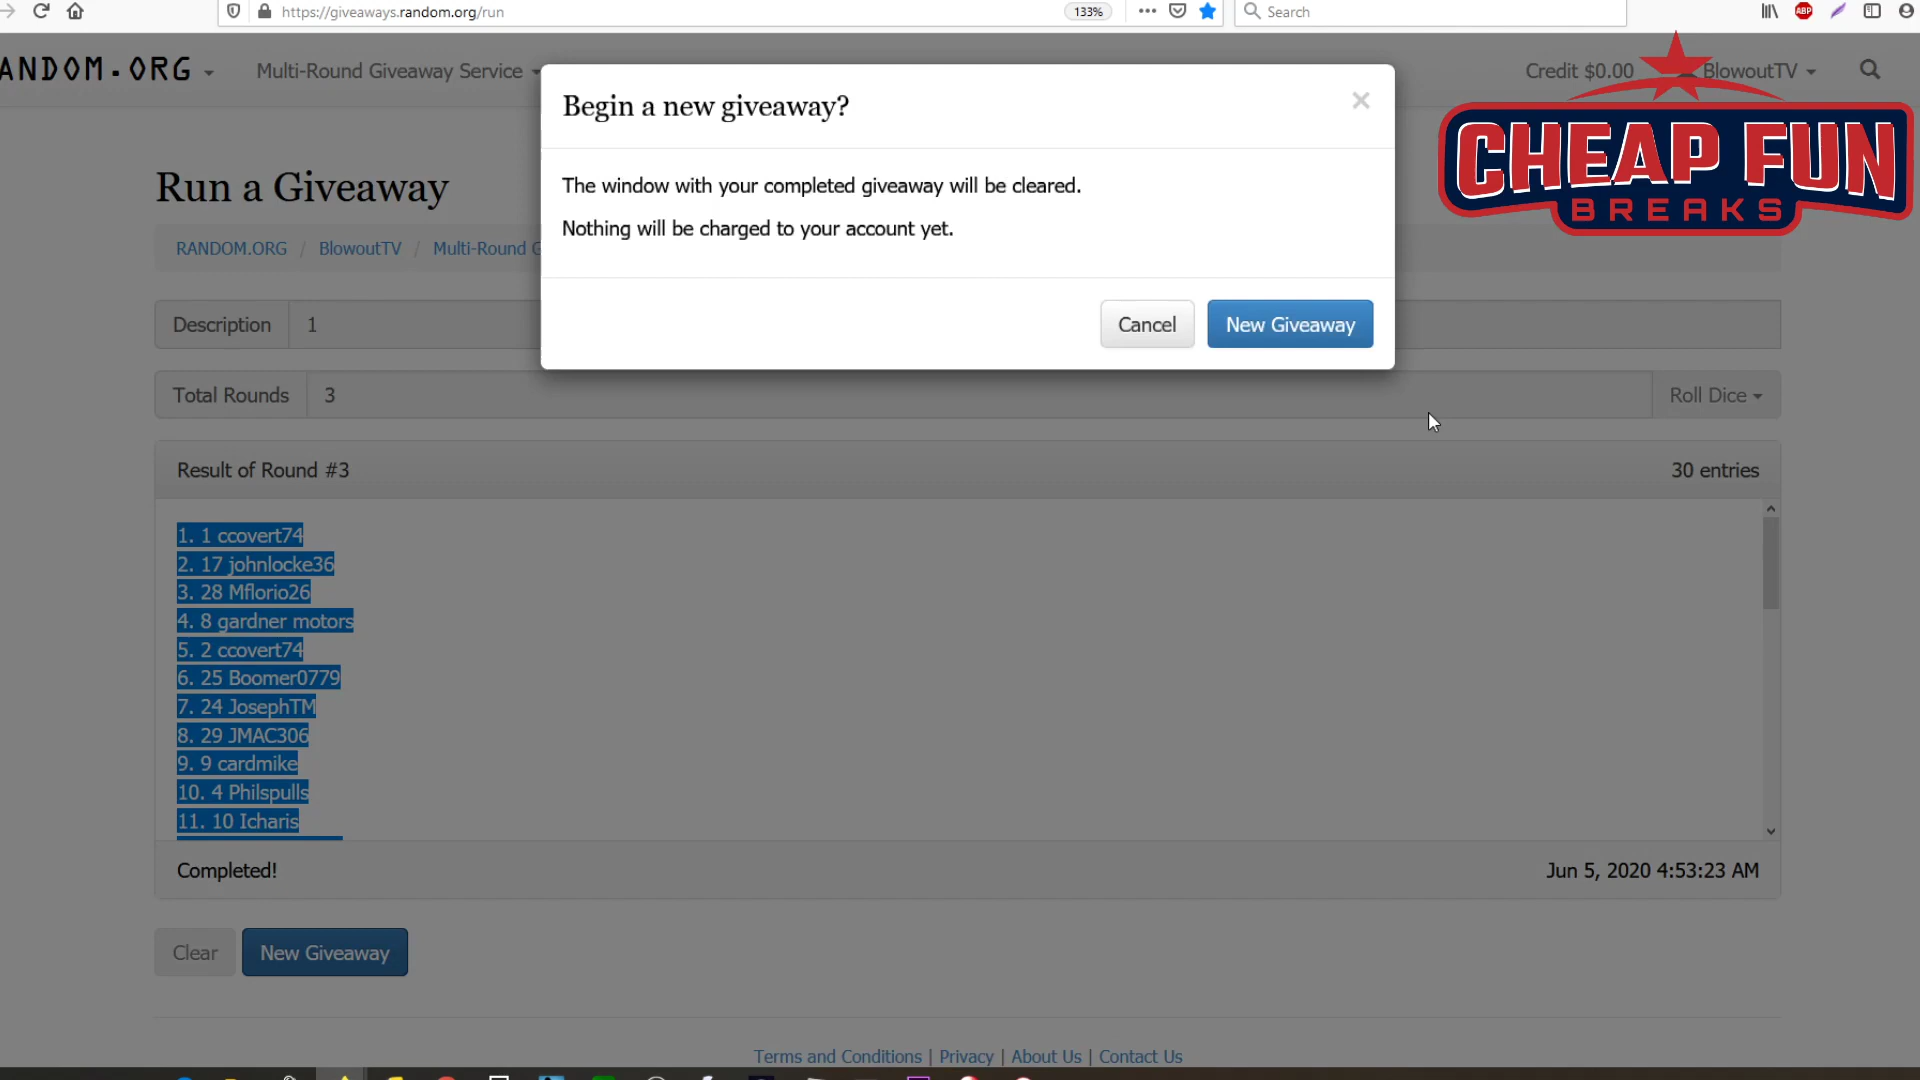 https://giveaways.random.org/run
133%
Search
ABP
ANDOM.ORG
Multi-Round Giveaway Service
Credit $0.00
BlowoutTV
CHEAP FUN
BREAKS
Begin a new giveaway?
The window with your completed giveaway will be cleared.
Nothing will be charged to your account yet.
Cancel
New Giveaway
Run a Giveaway
RANDOM.ORG / BlowoutTV / Multi-Round G
Description 1
Total Rounds 3
Roll Dice
Result of Round #3
30 entries
1. 1 ccovert74
2. 17 johnlocke36
3. 28 Mflorio26
4. 8 gardner motors
5. 2 ccovert74
6. 25 Boomer0779
7. 24 JosephTM
8. 29 JMAC306
9. 9 cardmike
10. 4 Philspulls
11. 10 Icharis
Completed!
Jun 5, 2020 4:53:23 AM
Clear
New Giveaway
Terms and Conditions | Privacy | About Us | Contact Us